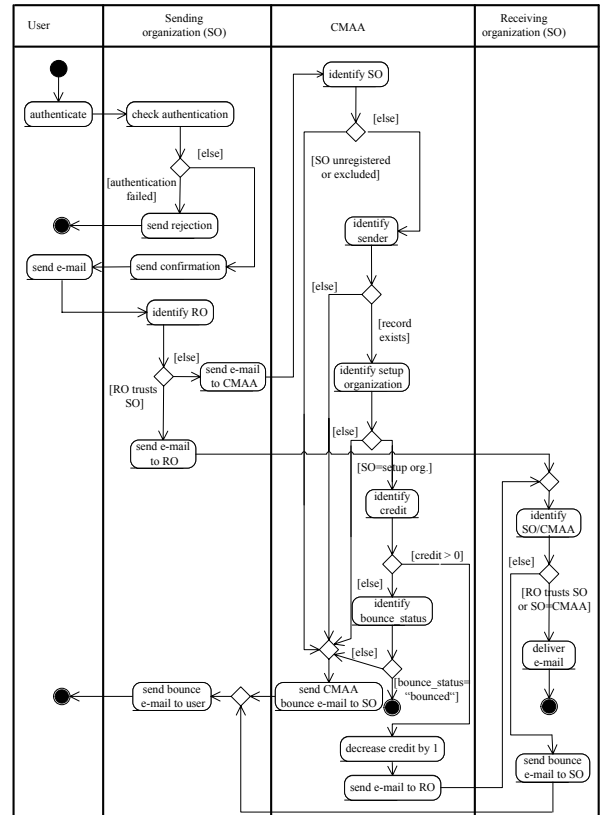 User
Sending
organization (SO)
CMAA
Receiving
organization (SO)
identify SO
authenticate
check authentication
[else]
[else]
[SO unregistered
or excluded]
[authentication
failed]
send rejection
identify
sender
send e-mail
send confirmation
[else]
identify RO
[record
exists]
[else]
send e-mail
to CMAA
identify setup
organization
[RO trusts
SO]
[else]
send e-mail
to RO
[SO=setup org.]
identify
credit
identify
SO/CMAA
[credit > 0]
[else]
[else]
identify
bounce_status
[RO trusts SO
or SO=CMAA]
[else]
deliver
e-mail
send bounce
e-mail to user
send CMAA
bounce e-mail to SO
[bounce_status=
“bounced“]
decrease credit by 1
send bounce
e-mail to SO
send e-mail to RO